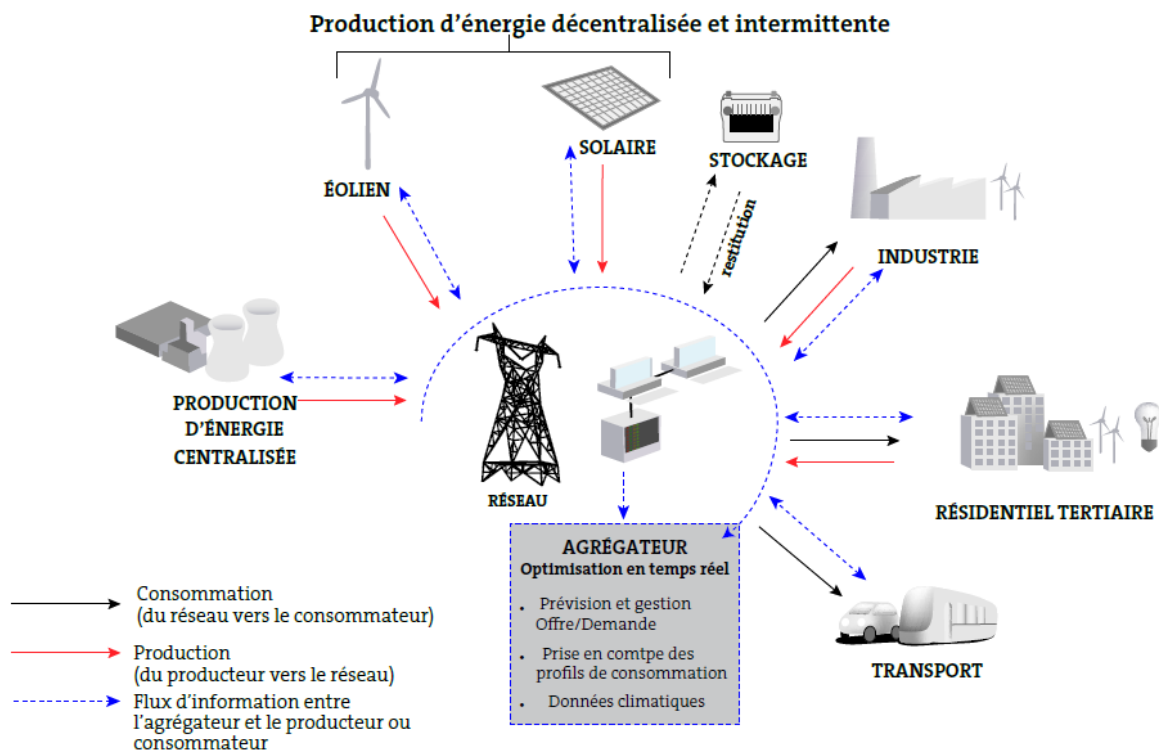 Production d’énergie décentralisée et intermittente
ÉOLIEN
SOLAIRE
STOCKAGE
restitution
INDUSTRIE
PRODUCTION
D’ÉNERGIE
CENTRALISÉE
RÉSEAU
RÉSIDENTIEL TERTIAIRE
AGRÉGATEUR
Optimisation en temps réel
• Prévision et gestion
Offre/Demande
• Prise en comtpe des
profils de consommation
• Données climatiques
TRANSPORT
Consommation
(du réseau vers le consommateur)
Production
(du producteur vers le réseau)
Flux d’information entre
l’agrégateur et le producteur ou
consommateur